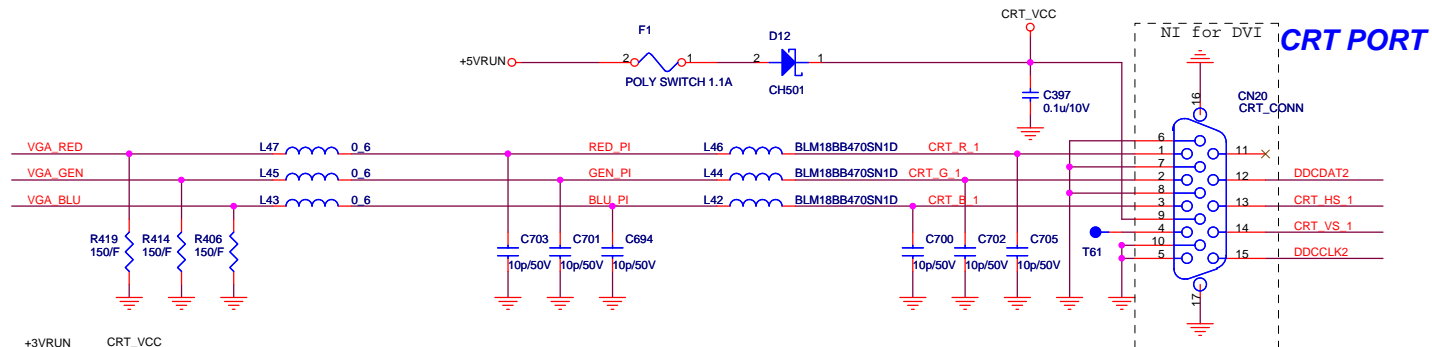 CRT_VCC
NI for DVI
CRT PORT
F1
D12
+5VRUN
2
1
2
1
POLY SWITCH 1.1A
CH501
C397
0.1u/10V
16
CN20
CRT_CONN
VGA_RED
L47
0_6
RED_PI
L46
BLM18BB470SN1D
CRT_R_1
VGA_GEN
L45
0_6
GEN_PI
L44
BLM18BB470SN1D
CRT_G_1
VGA_BLU
L43
0_6
BLU_PI
L42
BLM18BB470SN1D
CRT_B_1
6
1
7
2
8
3
9
4
10
5
11
12
DDCDAT2
13
CRT_HS_1
14
CRT_VS_1
15
DDCCLK2
T61
17
R419
150/F
R414
150/F
R406
150/F
C703
10p/50V
C701
10p/50V
C694
10p/50V
C700
10p/50V
C702
10p/50V
C705
10p/50V
+3VRUN
CRT_VCC